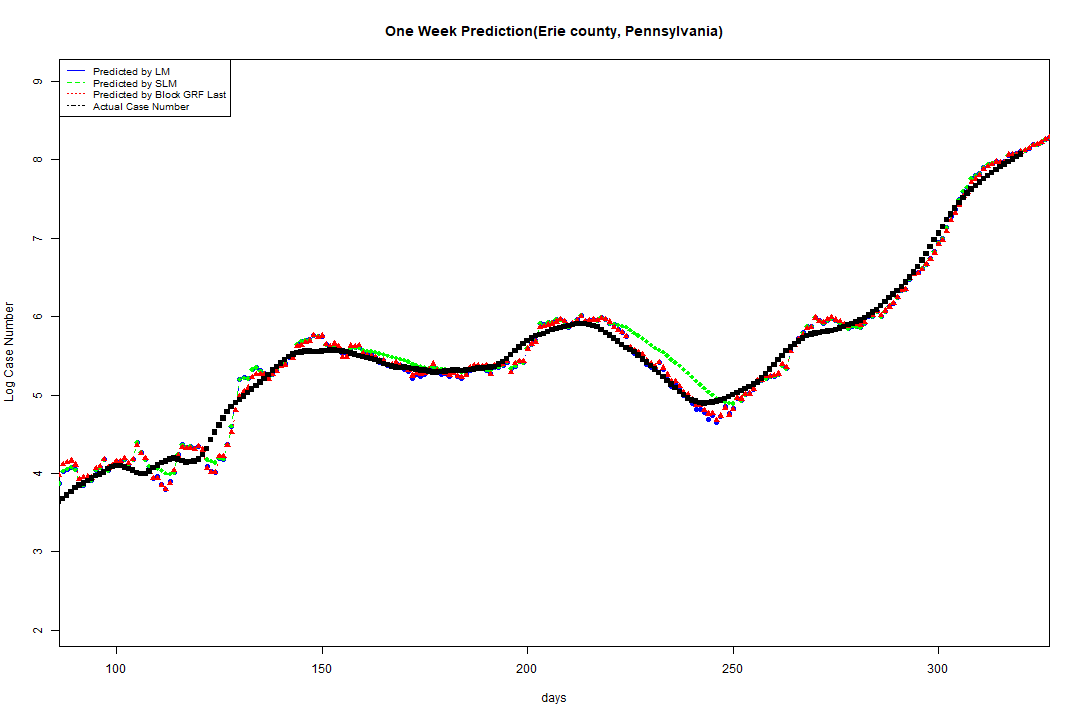 One Week Prediction(Erie county, Pennsylvania)
Predicted by LM
Predicted by SLM
Predicted by Block GRF Last
Actual Case Number
9
8
7
6
5
4
3
2
Log Case Number
100 150 200 250 300
days